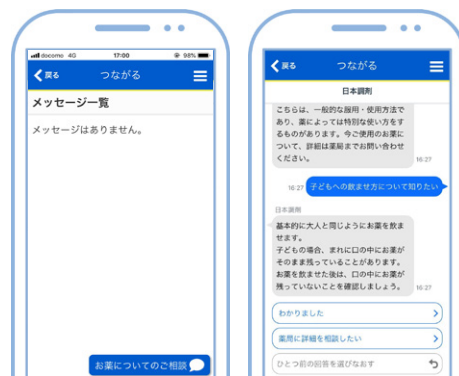 docomo 4G 17:00 98%
戻る つながる
メッセージ一覧
メッセージはありません。
お薬についてのご相談
戻る つながる
日本調剤
こちらは、一般的な服用・使用方法で
あり、薬によっては特別な使い方をす
るものがあります。今ご使用のお薬に
ついて、詳細は薬局までお問い合わせ
ください。
16:27
16:27 子どもへの飲ませ方について知りたい
日本調剤
基本的に大人と同じようにお薬を飲ま
せます。
子どもの場合、まれに口の中にお薬が
そのまま残っていることがあります。
お薬を飲ませた後は、口の中にお薬が
残っていないことを確認しましょう。
16:27
わかりました
薬局に詳細を相談したい
ひとつ前の回答を選びなおす